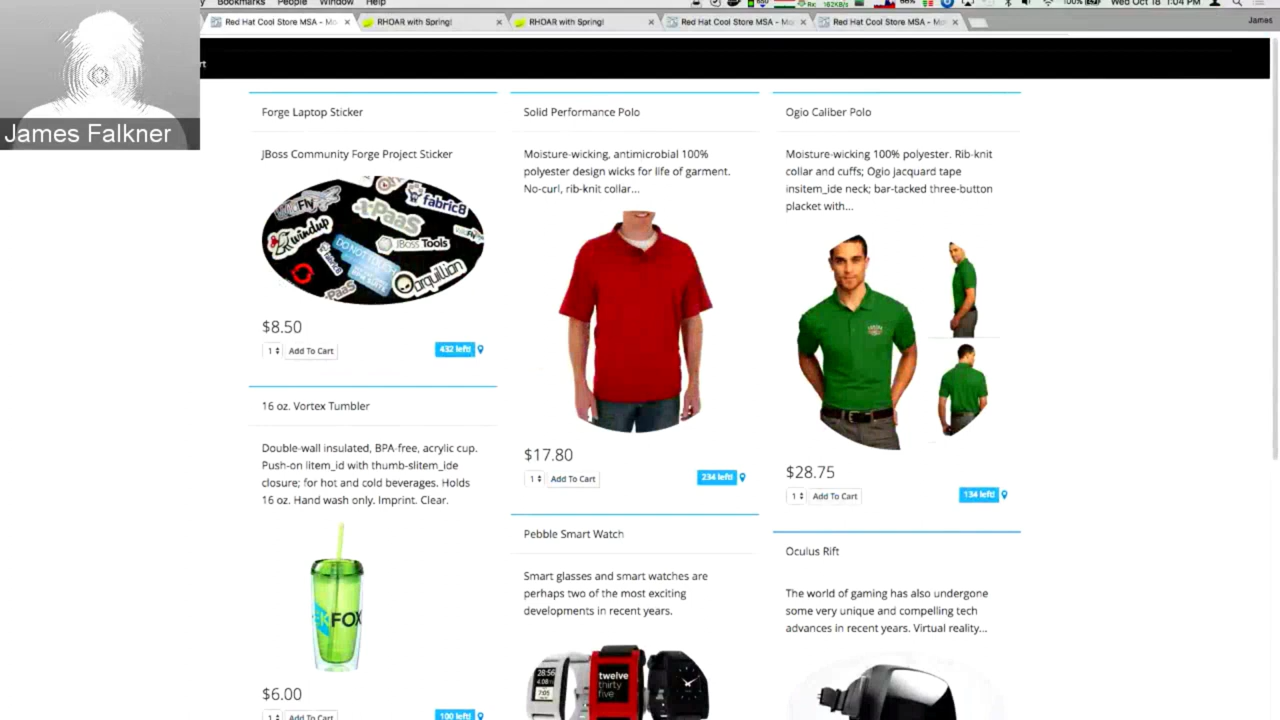 Bookmarks People Window Help
100% Wed Oct 18 1:04 PM
Red Hat Cool Store MSA - Mo
RHOAR with Spring!
RHOAR with Spring!
Red Hat Cool Store MSA - Mo
Red Hat Cool Store MSA - Mo
James
James Falkner
Forge Laptop Sticker
JBoss Community Forge Project Sticker
fabric8
windup
xPaaS
JBoss Tools
arquillian
$8.50
1
Add To Cart
432 left!
16 oz. Vortex Tumbler
Double-wall insulated, BPA-free, acrylic cup.
Push-on litem_id with thumb-slitem_ide
closure; for hot and cold beverages. Holds
16 oz. Hand wash only. Imprint. Clear.
FOX
$6.00
1
Add To Cart
100 left!
Solid Performance Polo
Moisture-wicking, antimicrobial 100%
polyester design wicks for life of garment.
No-curl, rib-knit collar...
$17.80
1
Add To Cart
234 left!
Pebble Smart Watch
Smart glasses and smart watches are
perhaps two of the most exciting
developments in recent years.
twelve
thirty
five
Ogio Caliber Polo
Moisture-wicking 100% polyester. Rib-knit
collar and cuffs; Ogio jacquard tape
insitem_ide neck; bar-tacked three-button
placket with...
$28.75
1
Add To Cart
134 left!
Oculus Rift
The world of gaming has also undergone
some very unique and compelling tech
advances in recent years. Virtual reality...